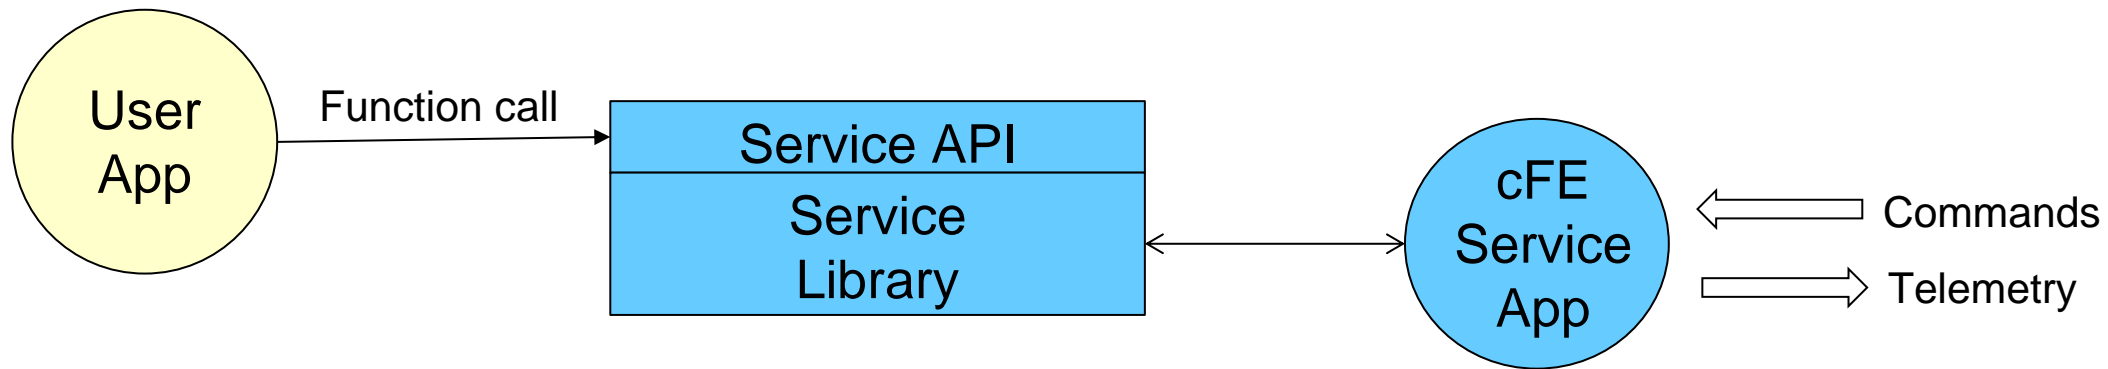 User
App
Function call
Service API
Service
Library
cFE
Service
App
Commands
Telemetry